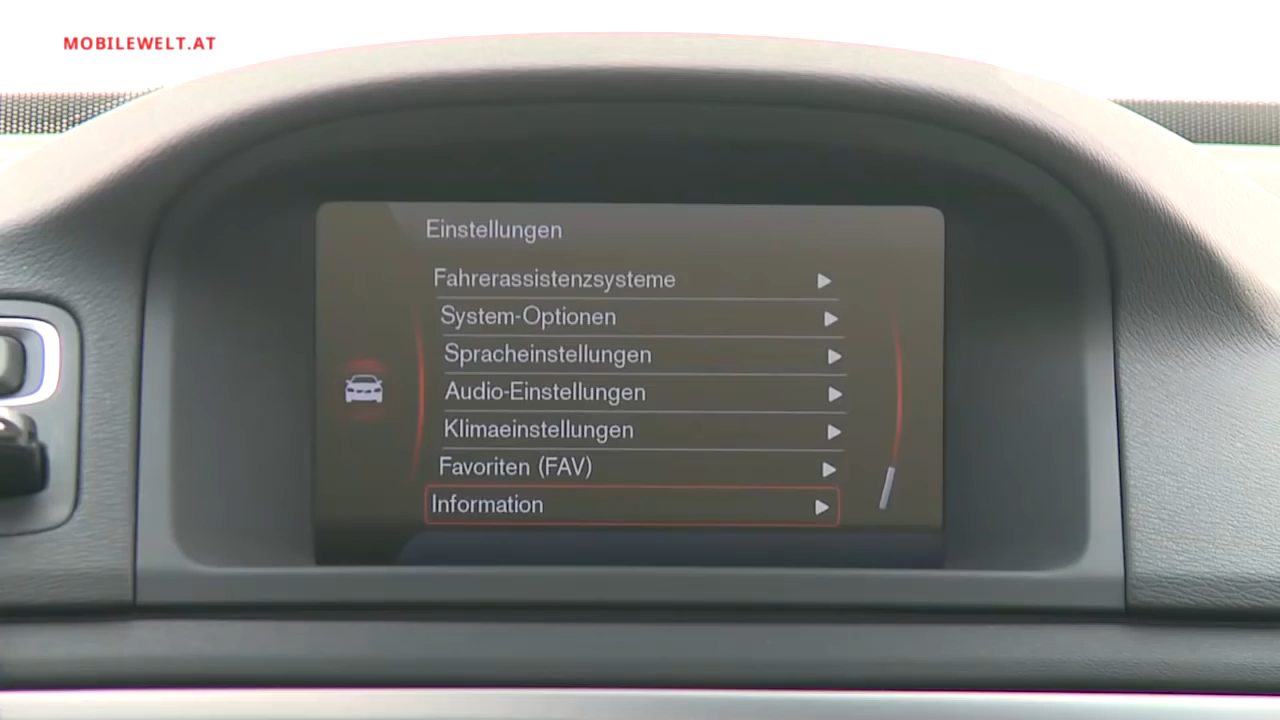 MOBILEWELT.AT
Einstellungen
Fahrerassistenzsysteme
System-Optionen
Spracheinstellungen
Audio-Einstellungen
Klimaeinstellungen
Favoriten (FAV)
Information